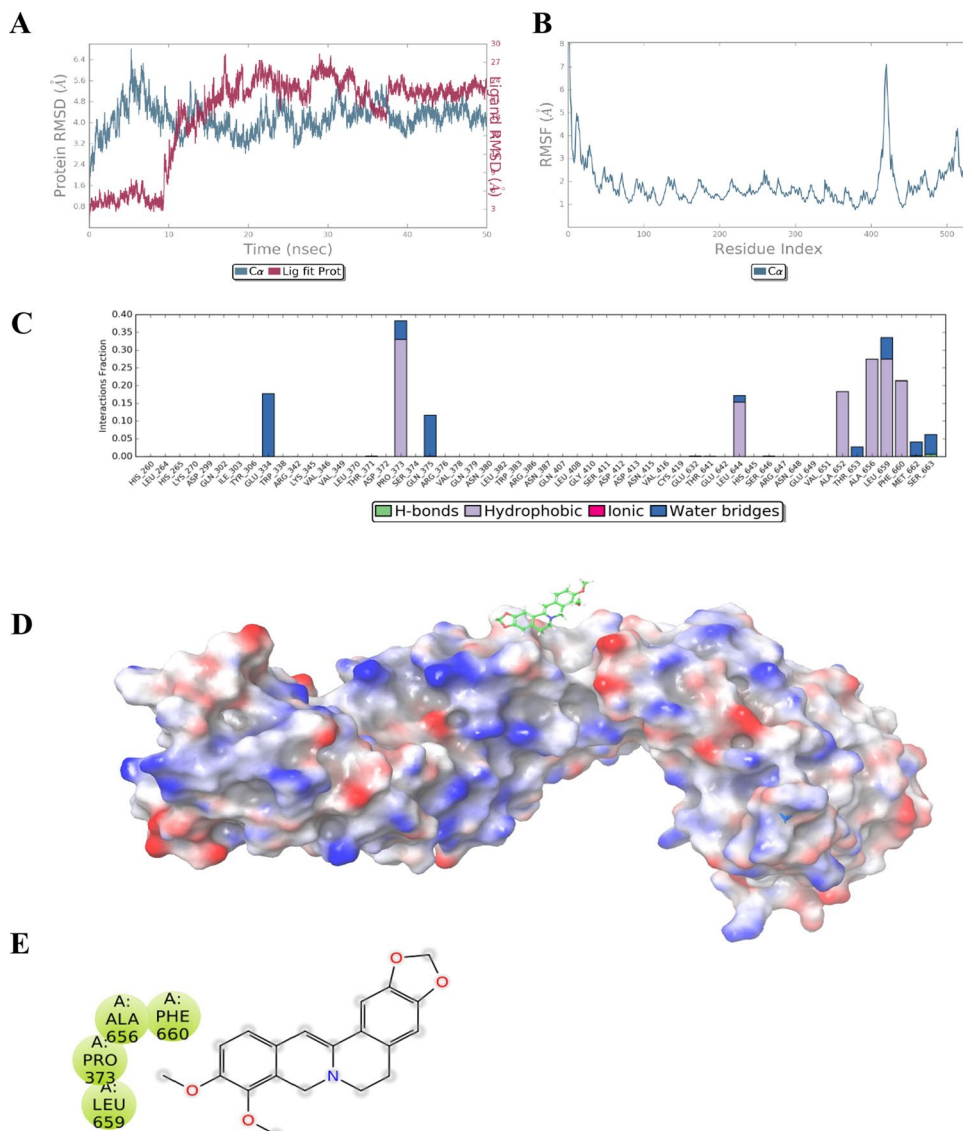 A
B
6.4
5.6
4.8
4.0
3.2
2.4
1.6
0.8
Protein RMSD (Å)
30
27
3
Ligand RMSD (Å)
0 10 20 30 40 50
Time (nsec)
Cα Lig fit Prot
8
7
6
5
4
3
2
1
RMSF (Å)
0 100 200 300 400 500
Residue Index
Cα
C
0.40
0.35
0.30
0.25
0.20
0.15
0.10
0.05
0.00
Interactions Fraction
HIS_260 LEU_264 HIS_265 LYS_270 ASP_299 GLN_302 ILE_303 TYR_306 GLU_334 TRP_338 ARG_342 LYS_345 VAL_346 VAL_349 LEU_370 THR_371 ASP_372 PRO_373 SER_374 GLN_375 ARG_376 VAL_378 GLN_379 ASN_380 LEU_382 TRP_383 ARG_386 ASN_387 GLN_407 LEU_408 GLY_410 SER_411 ASP_412 ASP_413 ASN_415 VAL_416 CYS_419 GLU_632 THR_641 GLU_642 LEU_644 HIS_645 SER_646 ARG_647 ASN_648 GLU_649 VAL_651 ALA_652 THR_653 ALA_656 LEU_659 PHE_660 MET_662 SER_663
H-bonds Hydrophobic Ionic Water bridges
D
E
A:
ALA
656
A:
PHE
660
A:
PRO
373
A:
LEU
659
O
O
N
O
O